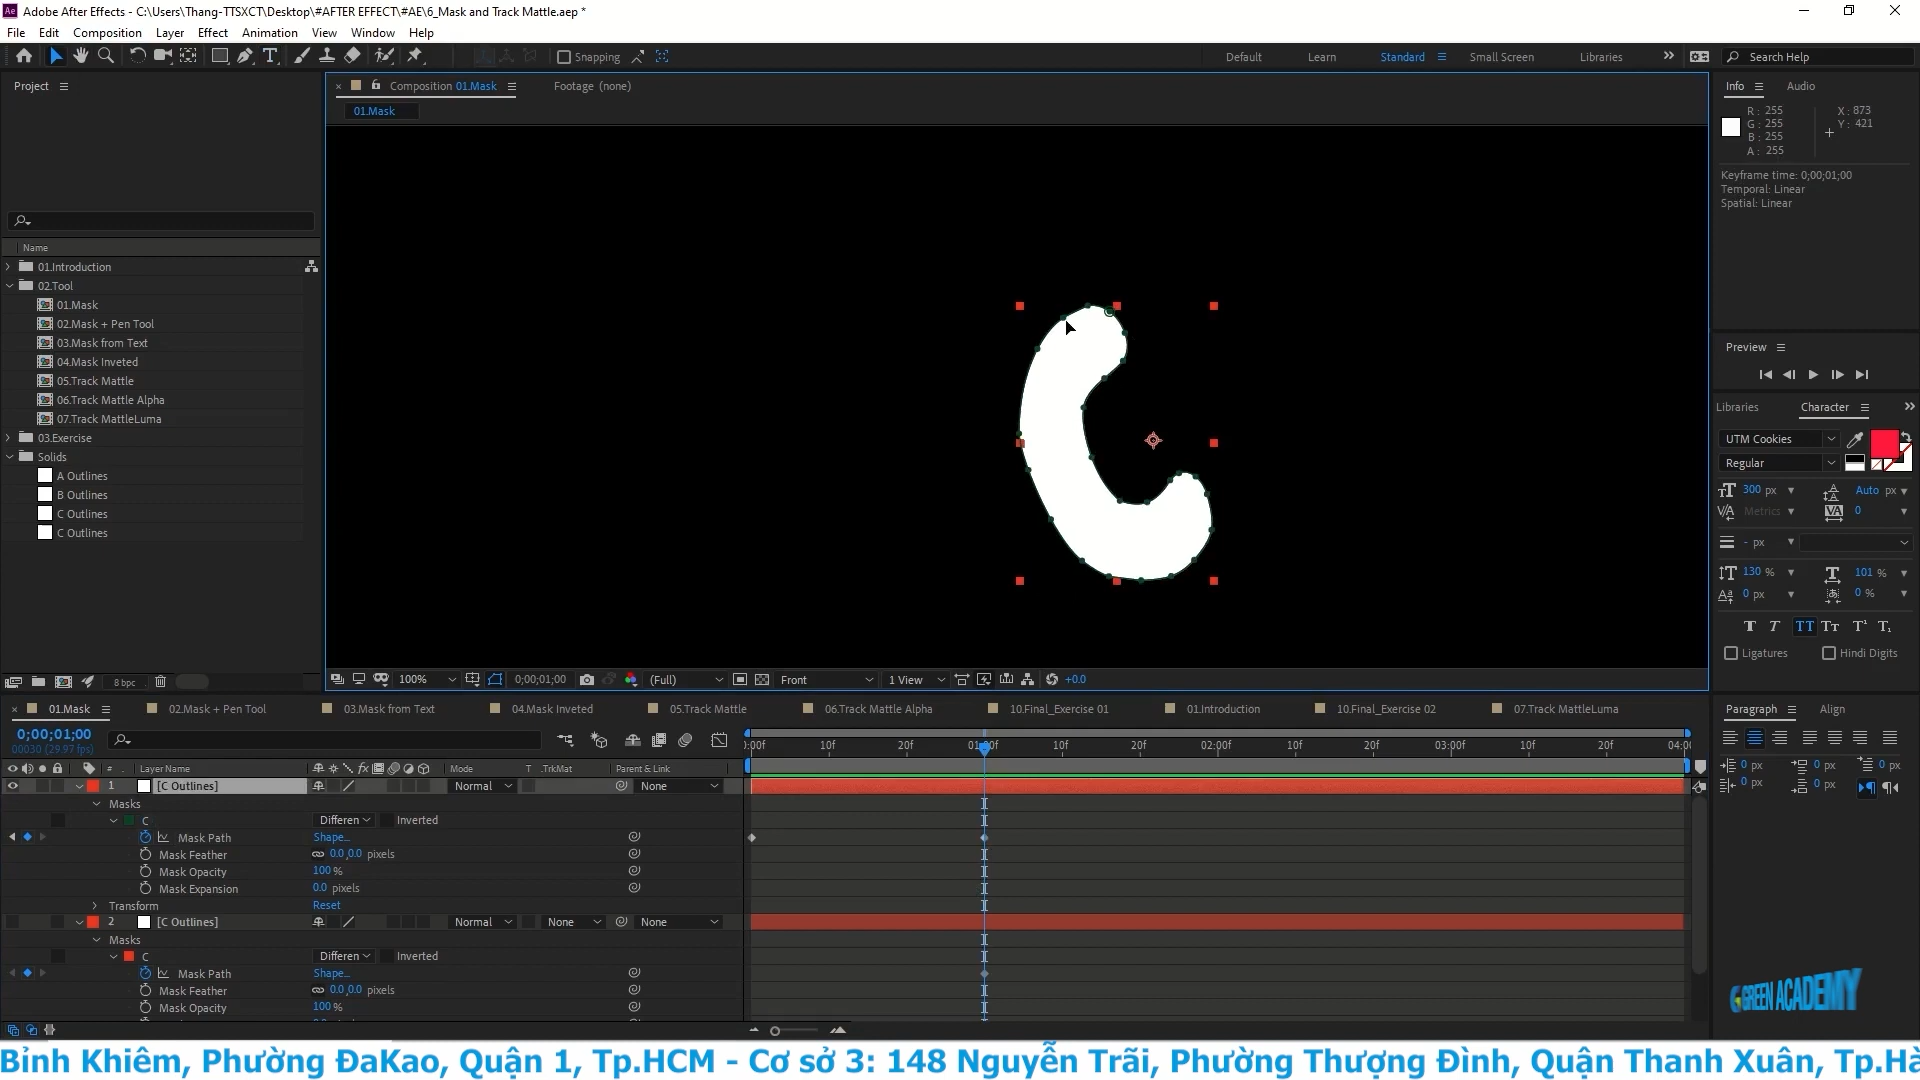 Adobe After Effects - C:\Users\Thang-TTSXCT\Desktop\#AFTER EFFECT\#AE\6_Mask and Track Mattle.aep *
File Edit Composition Layer Effect Animation View Window Help
Snapping Default Learn Standard Small Screen Libraries Search Help
Project
Composition 01.Mask Footage (none)
01.Mask
Name
01.Introduction
02.Tool
01.Mask
02.Mask + Pen Tool
03.Mask from Text
04.Mask Inveted
05.Track Mattle
06.Track Mattle Alpha
07.Track MattleLuma
03.Exercise
Solids
A Outlines
B Outlines
C Outlines
C Outlines
8 bpc
100% 0;00;01;00 (Full) Front 1 View +0.0
Info Audio
R : 255
G : 255
B : 255
A : 255
X : 873
Y : 421
Keyframe time: 0;00;01;00
Temporal: Linear
Spatial: Linear
Preview
Libraries Character
UTM Cookies
Regular
300 px Auto px
Metrics 0
- px
130 % 101 %
0 px 0 %
Ligatures Hindi Digits
Paragraph Align
0 px 0 px 0 px
0 px 0 px
01.Mask 02.Mask + Pen Tool 03.Mask from Text 04.Mask Inveted 05.Track Mattle 06.Track Mattle Alpha 10.Final_Exercise 01 01.Introduction 10.Final_Exercise 02 07.Track MattleLuma
0;00;01;00
00030 (29.97 fps)
):00f 10f 20f 01:00f 10f 20f 02:00f 10f 20f 03:00f 10f 20f 04:0
# Layer Name Mode T .TrkMat Parent & Link
1 [C Outlines] Normal None
Masks
C Differen Inverted
Mask Path Shape...
Mask Feather 0.0,0.0 pixels
Mask Opacity 100 %
Mask Expansion 0.0 pixels
Transform Reset
2 [C Outlines] Normal None None
Masks
C Differen Inverted
Mask Path Shape...
Mask Feather 0.0,0.0 pixels
Mask Opacity 100 %
GREEN ACADEMY
Bỉnh Khiêm, Phường ĐaKao, Quận 1, Tp.HCM - Cơ sở 3: 148 Nguyễn Trãi, Phường Thượng Đình, Quận Thanh Xuân, Tp.Hà